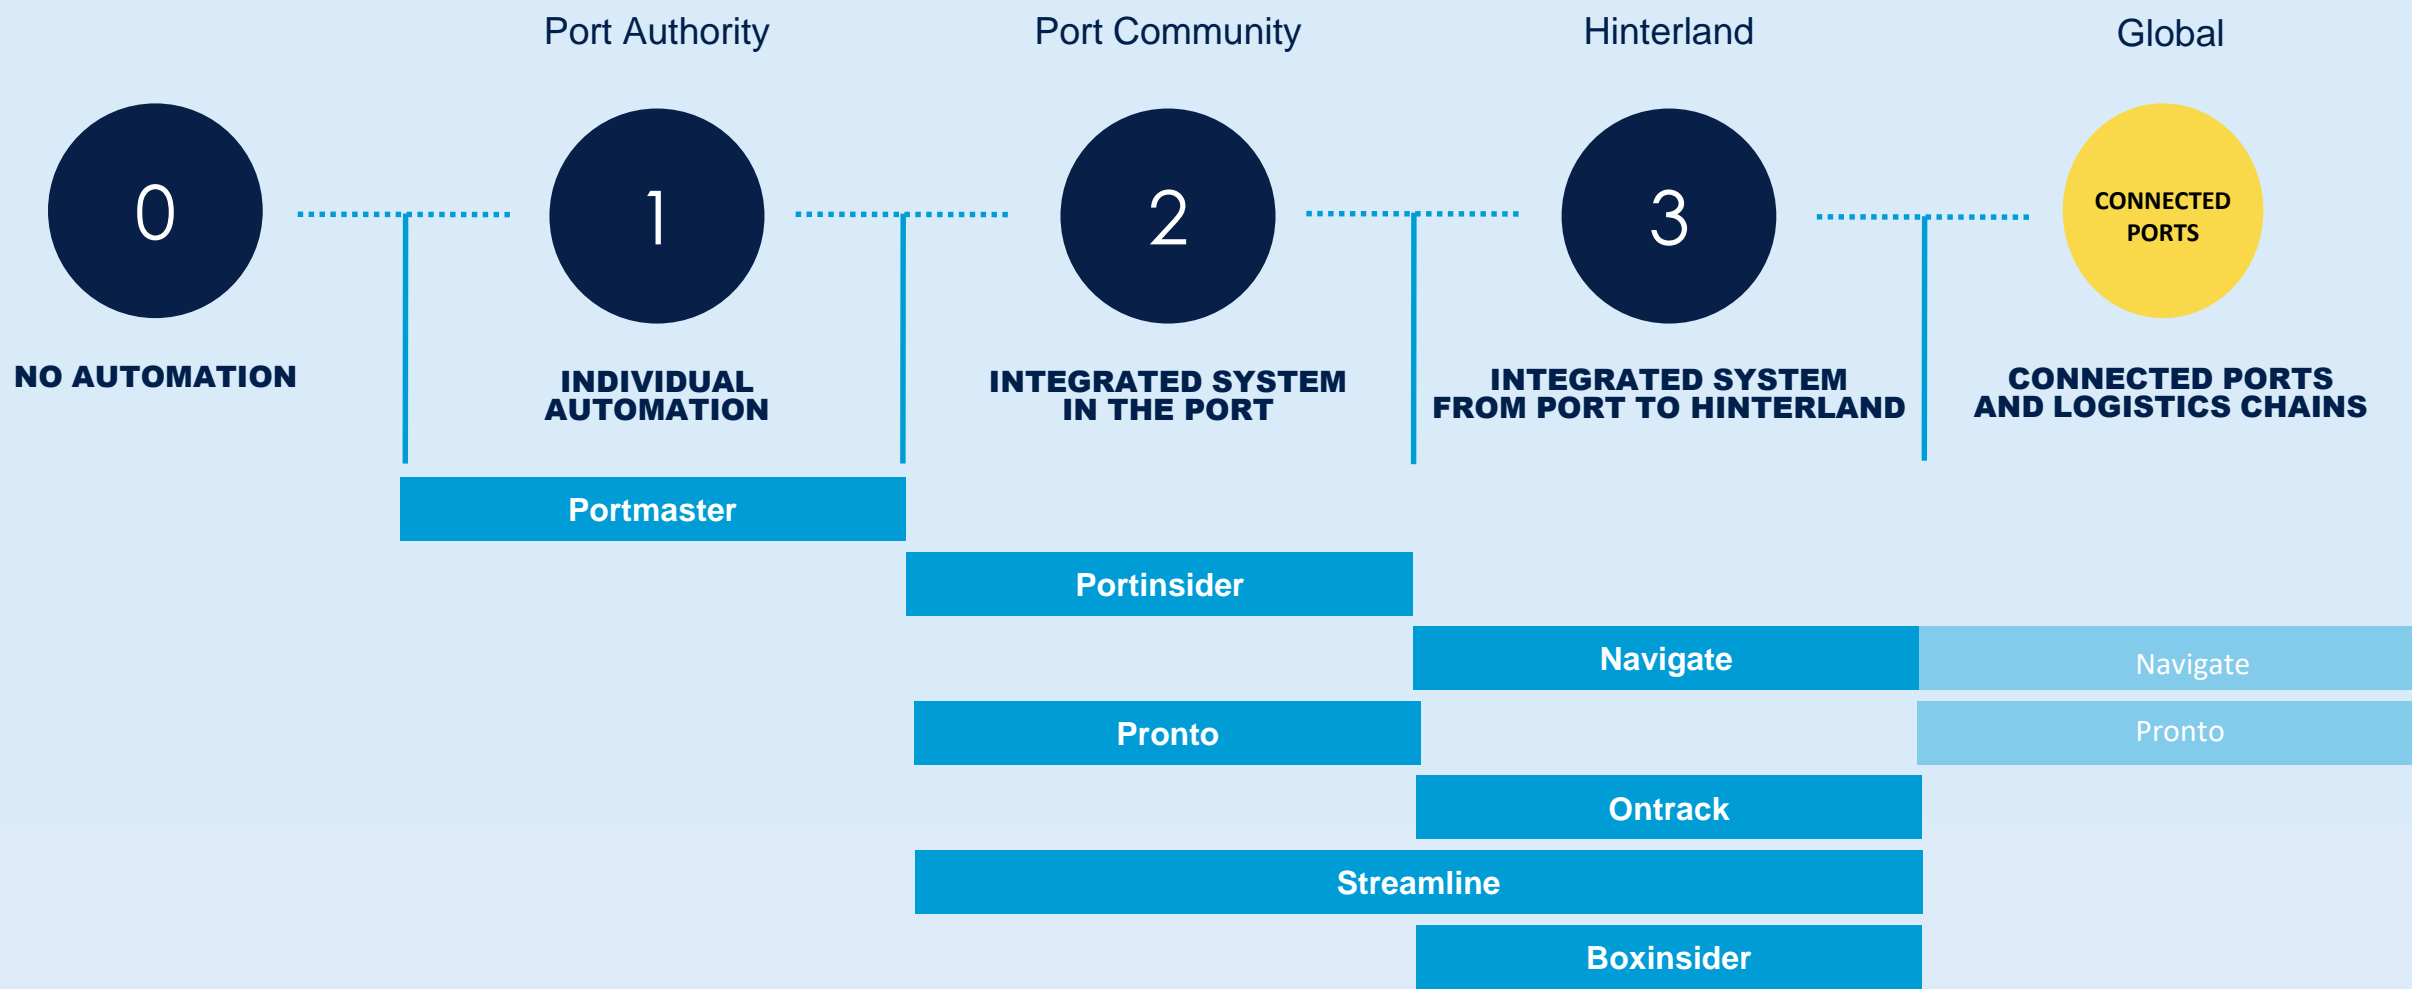 Port Authority
Port Community
Hinterland
Global
0
1
2
3
CONNECTED
PORTS
NO AUTOMATION
INDIVIDUAL
AUTOMATION
INTEGRATED SYSTEM
IN THE PORT
INTEGRATED SYSTEM
FROM PORT TO HINTERLAND
CONNECTED PORTS
AND LOGISTICS CHAINS
Portmaster
Portinsider
Navigate
Navigate
Pronto
Pronto
Ontrack
Streamline
Boxinsider